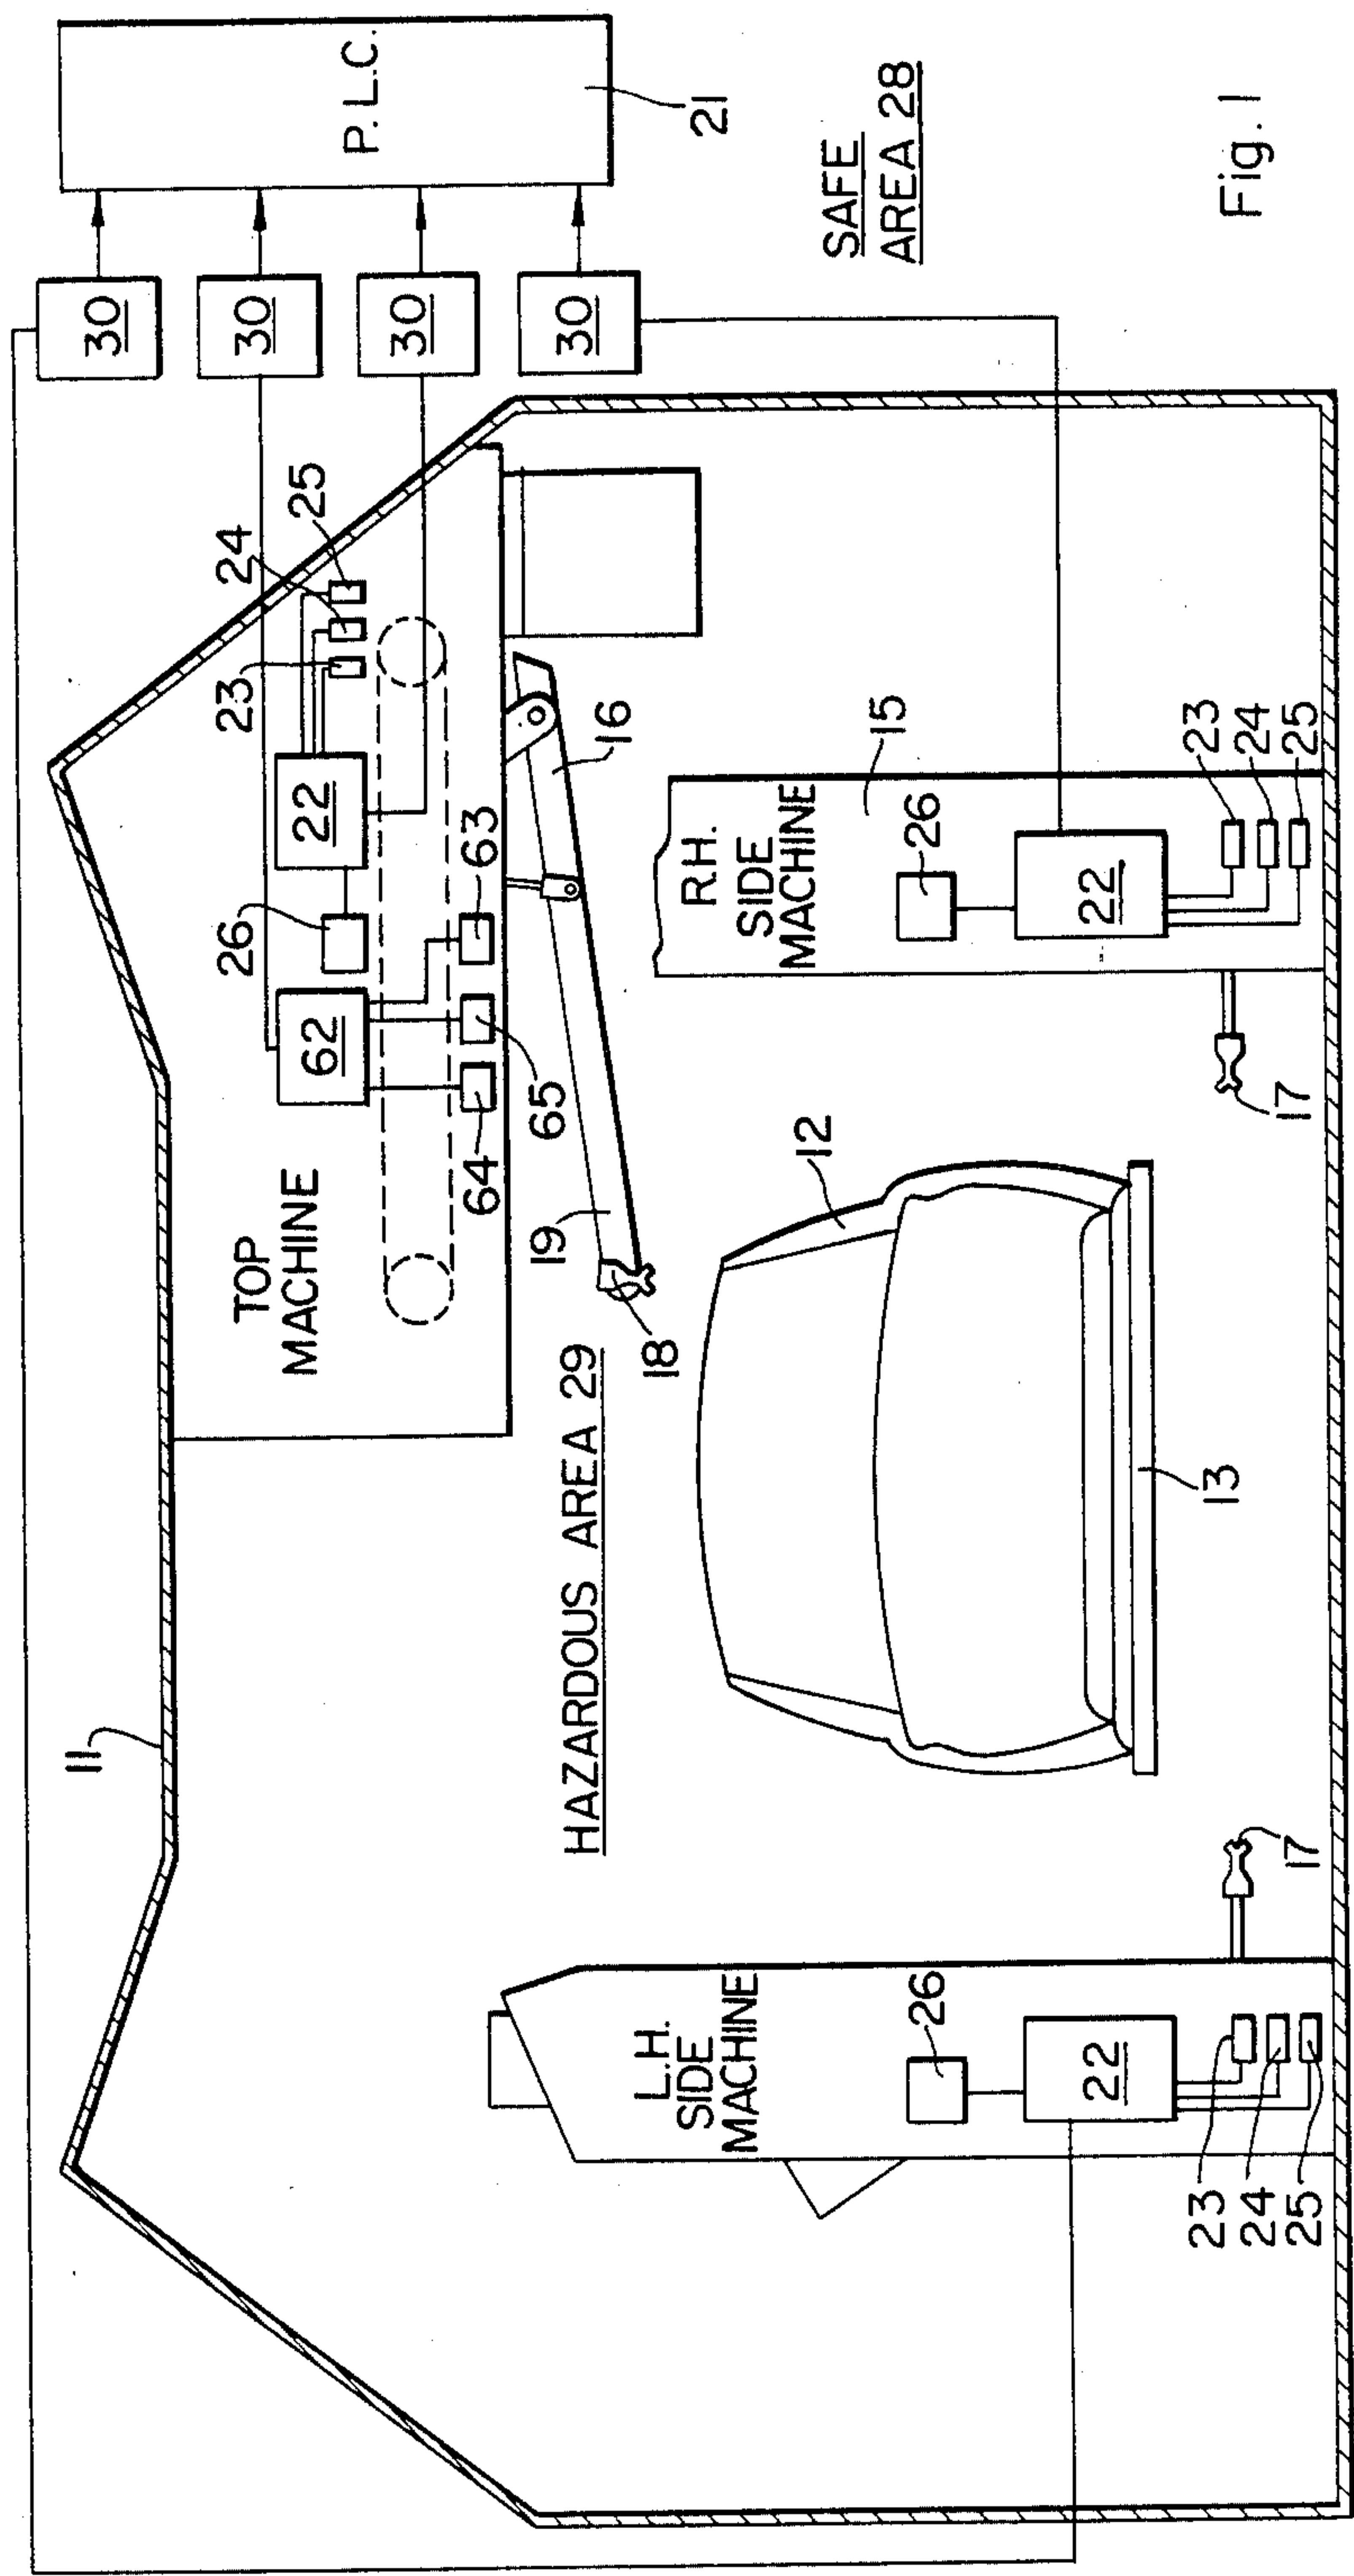 11
TOP
MACHINE
62
26
22
23
24
25
64
65
63
30
30
30
30
P.L.C.
21
SAFE
AREA 28
HAZARDOUS AREA 29
18
19
16
L.H.
SIDE
MACHINE
26
22
23
24
25
17
12
13
17
R.H.
SIDE
MACHINE
15
26
22
23
24
25
Fig. 1